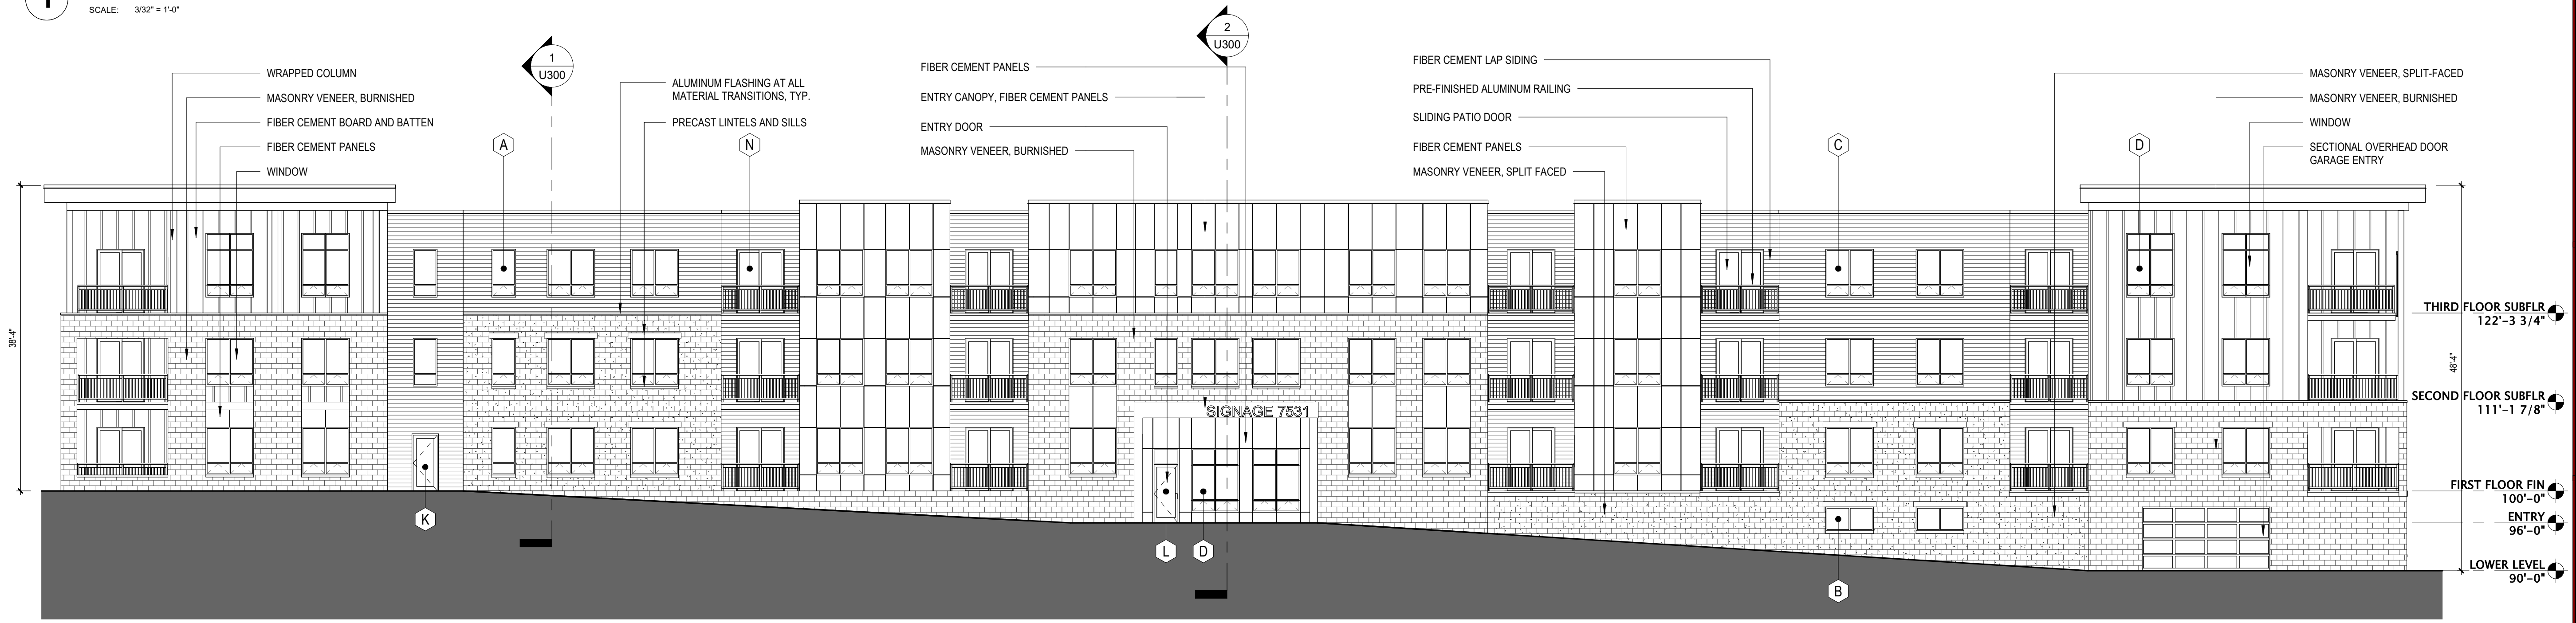 1
SCALE: 3/32" = 1'-0"
1
U300
2
U300
WRAPPED COLUMN
MASONRY VENEER, BURNISHED
FIBER CEMENT BOARD AND BATTEN
FIBER CEMENT PANELS
WINDOW
ALUMINUM FLASHING AT ALL
MATERIAL TRANSITIONS, TYP.
PRECAST LINTELS AND SILLS
FIBER CEMENT PANELS
ENTRY CANOPY, FIBER CEMENT PANELS
ENTRY DOOR
MASONRY VENEER, BURNISHED
FIBER CEMENT LAP SIDING
PRE-FINISHED ALUMINUM RAILING
SLIDING PATIO DOOR
FIBER CEMENT PANELS
MASONRY VENEER, SPLIT FACED
MASONRY VENEER, SPLIT-FACED
MASONRY VENEER, BURNISHED
WINDOW
SECTIONAL OVERHEAD DOOR
GARAGE ENTRY
A
N
C
D
38'-4"
48'-4"
SIGNAGE 7531
THIRD FLOOR SUBFLR
122'-3 3/4"
SECOND FLOOR SUBFLR
111'-1 7/8"
FIRST FLOOR FIN
100'-0"
ENTRY
96'-0"
LOWER LEVEL
90'-0"
K
L
D
B